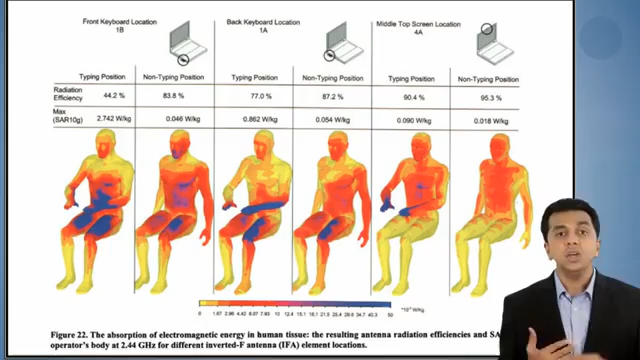 Front Keyboard Location
1B
Back Keyboard Location
1A
Middle Top Screen Location
4A
Typing Position Non-Typing Position Typing Position Non-Typing Position Typing Position Non-Typing Position
Radiation
Efficiency
44.2 % 83.8 % 77.0 % 87.2 % 90.4 % 95.3 %
Max
(SAR10g)
2.742 W/kg 0.046 W/kg 0.862 W/kg 0.054 W/kg 0.090 W/kg 0.018 W/kg
0 1.67 2.96 4.42 6.07 7.93 10 12.4 15.1 18.1 21.5 25.4 29.8 34.7 40.3 50
Figure 22. The absorption of electromagnetic energy in human tissue: the resulting antenna radiation efficiencies and
operator's body at 2.44 GHz for different inverted-F antenna (IFA) element locations.